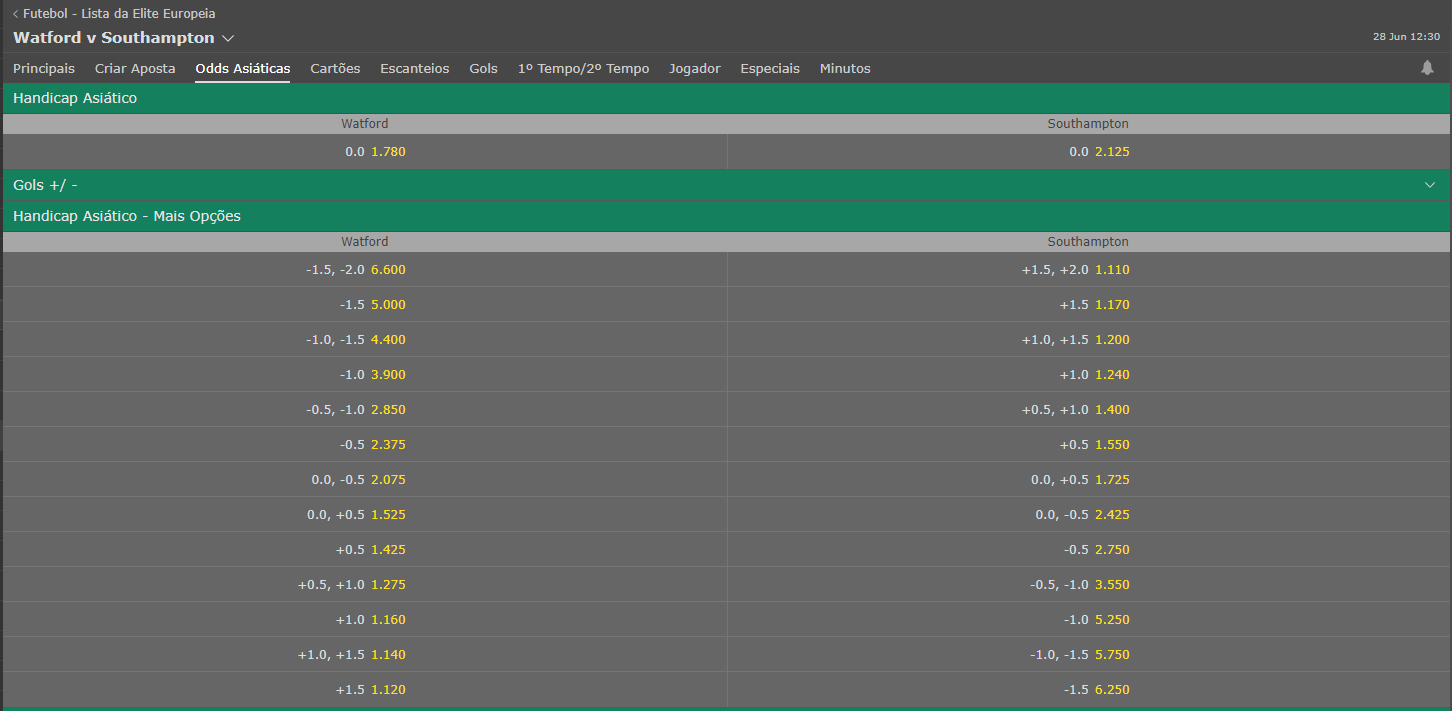 Futebol - Lista da Elite Europeia
Watford v Southampton
28 Jun 12:30
Principais Criar Aposta Odds Asiáticas Cartões Escanteios Gols 1º Tempo/2º Tempo Jogador Especiais Minutos
Handicap Asiático
Watford Southampton
0.0 1.780 0.0 2.125
Gols +/ -
Handicap Asiático - Mais Opções
Watford Southampton
-1.5, -2.0 6.600 +1.5, +2.0 1.110
-1.5 5.000 +1.5 1.170
-1.0, -1.5 4.400 +1.0, +1.5 1.200
-1.0 3.900 +1.0 1.240
-0.5, -1.0 2.850 +0.5, +1.0 1.400
-0.5 2.375 +0.5 1.550
0.0, -0.5 2.075 0.0, +0.5 1.725
0.0, +0.5 1.525 0.0, -0.5 2.425
+0.5 1.425 -0.5 2.750
+0.5, +1.0 1.275 -0.5, -1.0 3.550
+1.0 1.160 -1.0 5.250
+1.0, +1.5 1.140 -1.0, -1.5 5.750
+1.5 1.120 -1.5 6.250